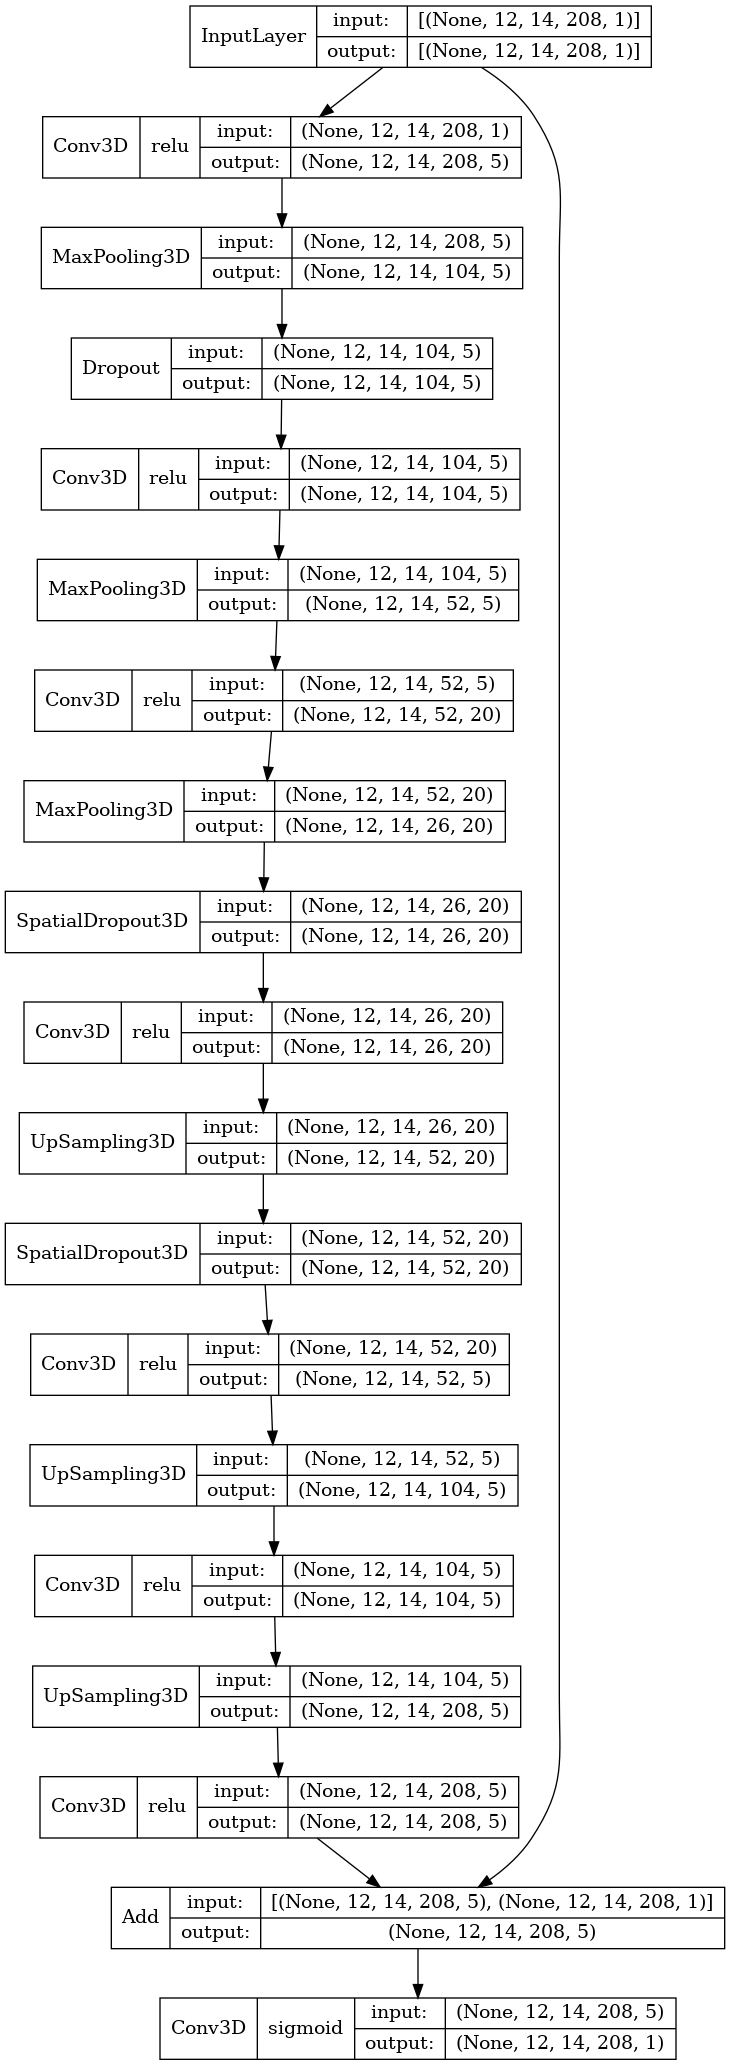 InputLayer input: [(None, 12, 14, 208, 1)]
output: [(None, 12, 14, 208, 1)]
Conv3D relu input: (None, 12, 14, 208, 1)
output: (None, 12, 14, 208, 5)
MaxPooling3D input: (None, 12, 14, 208, 5)
output: (None, 12, 14, 104, 5)
Dropout input: (None, 12, 14, 104, 5)
output: (None, 12, 14, 104, 5)
Conv3D relu input: (None, 12, 14, 104, 5)
output: (None, 12, 14, 104, 5)
MaxPooling3D input: (None, 12, 14, 104, 5)
output: (None, 12, 14, 52, 5)
Conv3D relu input: (None, 12, 14, 52, 5)
output: (None, 12, 14, 52, 20)
MaxPooling3D input: (None, 12, 14, 52, 20)
output: (None, 12, 14, 26, 20)
SpatialDropout3D input: (None, 12, 14, 26, 20)
output: (None, 12, 14, 26, 20)
Conv3D relu input: (None, 12, 14, 26, 20)
output: (None, 12, 14, 26, 20)
UpSampling3D input: (None, 12, 14, 26, 20)
output: (None, 12, 14, 52, 20)
SpatialDropout3D input: (None, 12, 14, 52, 20)
output: (None, 12, 14, 52, 20)
Conv3D relu input: (None, 12, 14, 52, 20)
output: (None, 12, 14, 52, 5)
UpSampling3D input: (None, 12, 14, 52, 5)
output: (None, 12, 14, 104, 5)
Conv3D relu input: (None, 12, 14, 104, 5)
output: (None, 12, 14, 104, 5)
UpSampling3D input: (None, 12, 14, 104, 5)
output: (None, 12, 14, 208, 5)
Conv3D relu input: (None, 12, 14, 208, 5)
output: (None, 12, 14, 208, 5)
Add input: [(None, 12, 14, 208, 5), (None, 12, 14, 208, 1)]
output: (None, 12, 14, 208, 5)
Conv3D sigmoid input: (None, 12, 14, 208, 5)
output: (None, 12, 14, 208, 1)